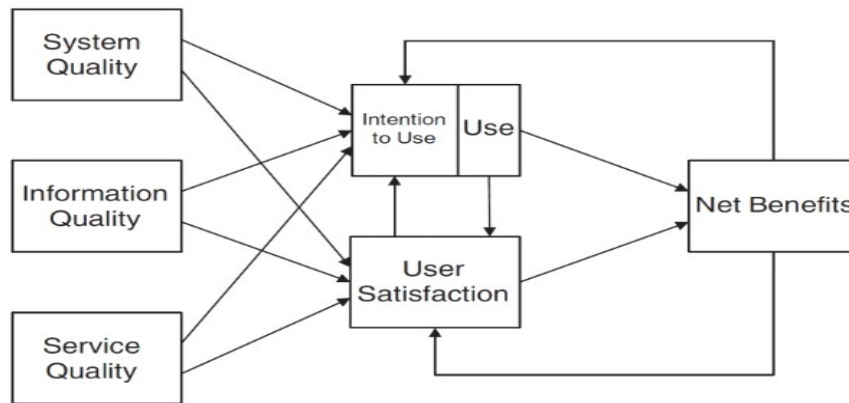 System
Quality
Intention
to Use
Use
Information
Quality
Net Benefits
User
Satisfaction
Service
Quality